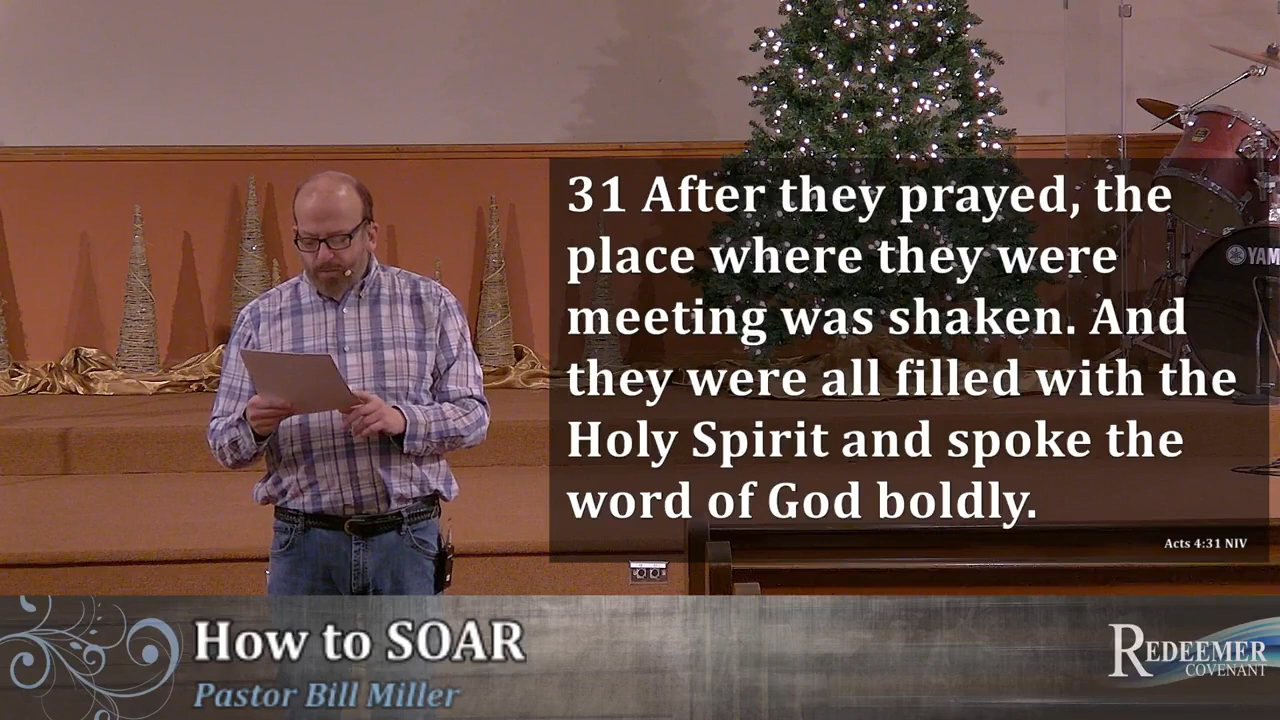 31 After they prayed, the
place where they were
meeting was shaken. And
they were all filled with the
Holy Spirit and spoke the
word of God boldly.
Acts 4:31 NIV
YAM
How to SOAR
Pastor Bill Miller
REDEEMER
COVENANT